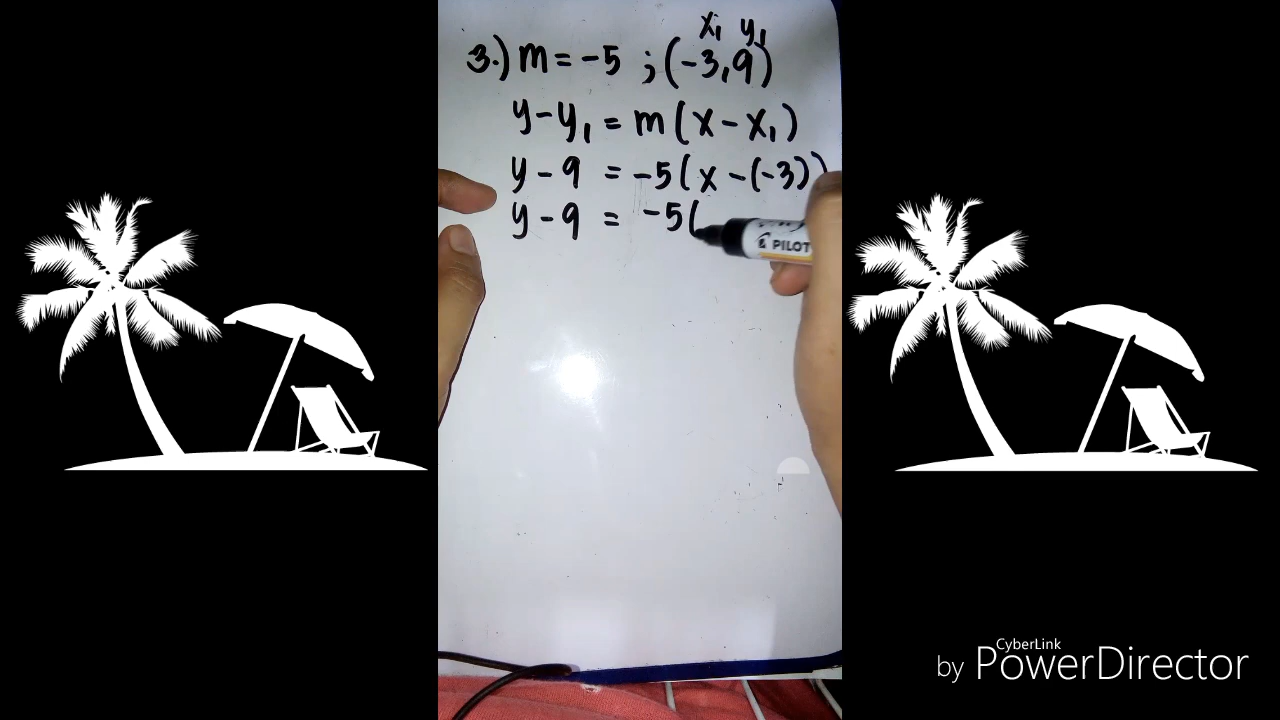 x₁ y₁
3.) m = -5 ; (-3, 9)
y - y₁ = m(x - x₁)
y - 9 = -5(x - (-3))
y - 9 = -5(
PILOT
CyberLink
by PowerDirector